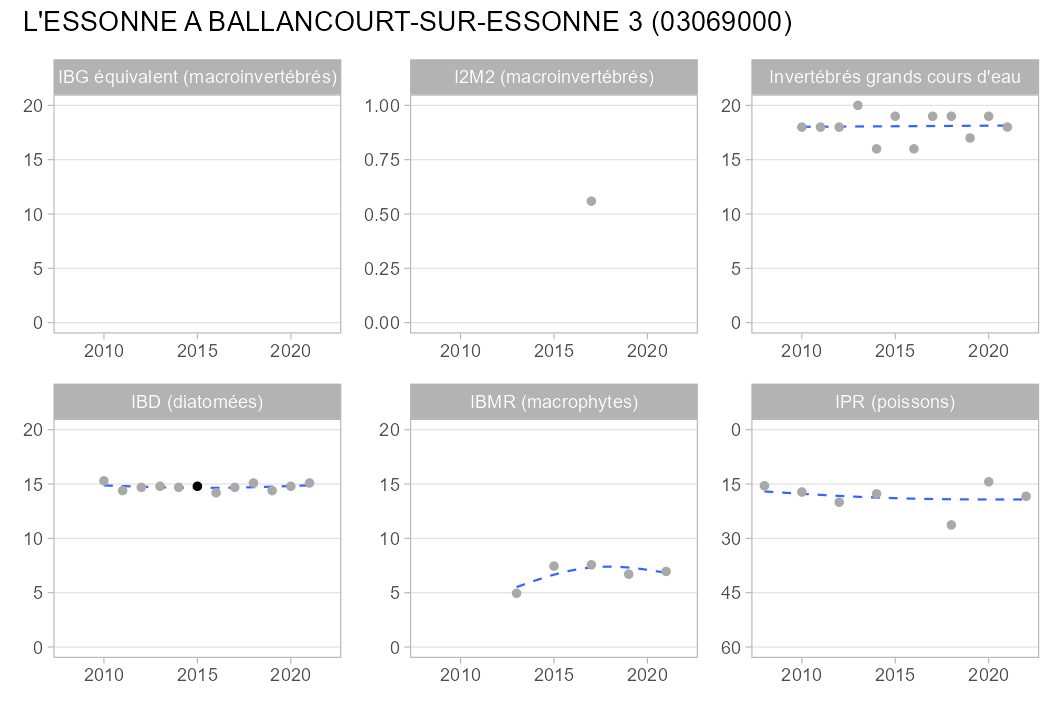 L'ESSONNE A BALLANCOURT-SUR-ESSONNE 3 (03069000)
IBG équivalent (macroinvertébrés)
20
15
10
5
0
2010 2015 2020
I2M2 (macroinvertébrés)
1.00
0.75
0.50
0.25
0.00
2010 2015 2020
Invertébrés grands cours d'eau
20
15
10
5
0
2010 2015 2020
IBD (diatomées)
20
15
10
5
0
2010 2015 2020
IBMR (macrophytes)
20
15
10
5
0
2010 2015 2020
IPR (poissons)
0
15
30
45
60
2010 2015 2020